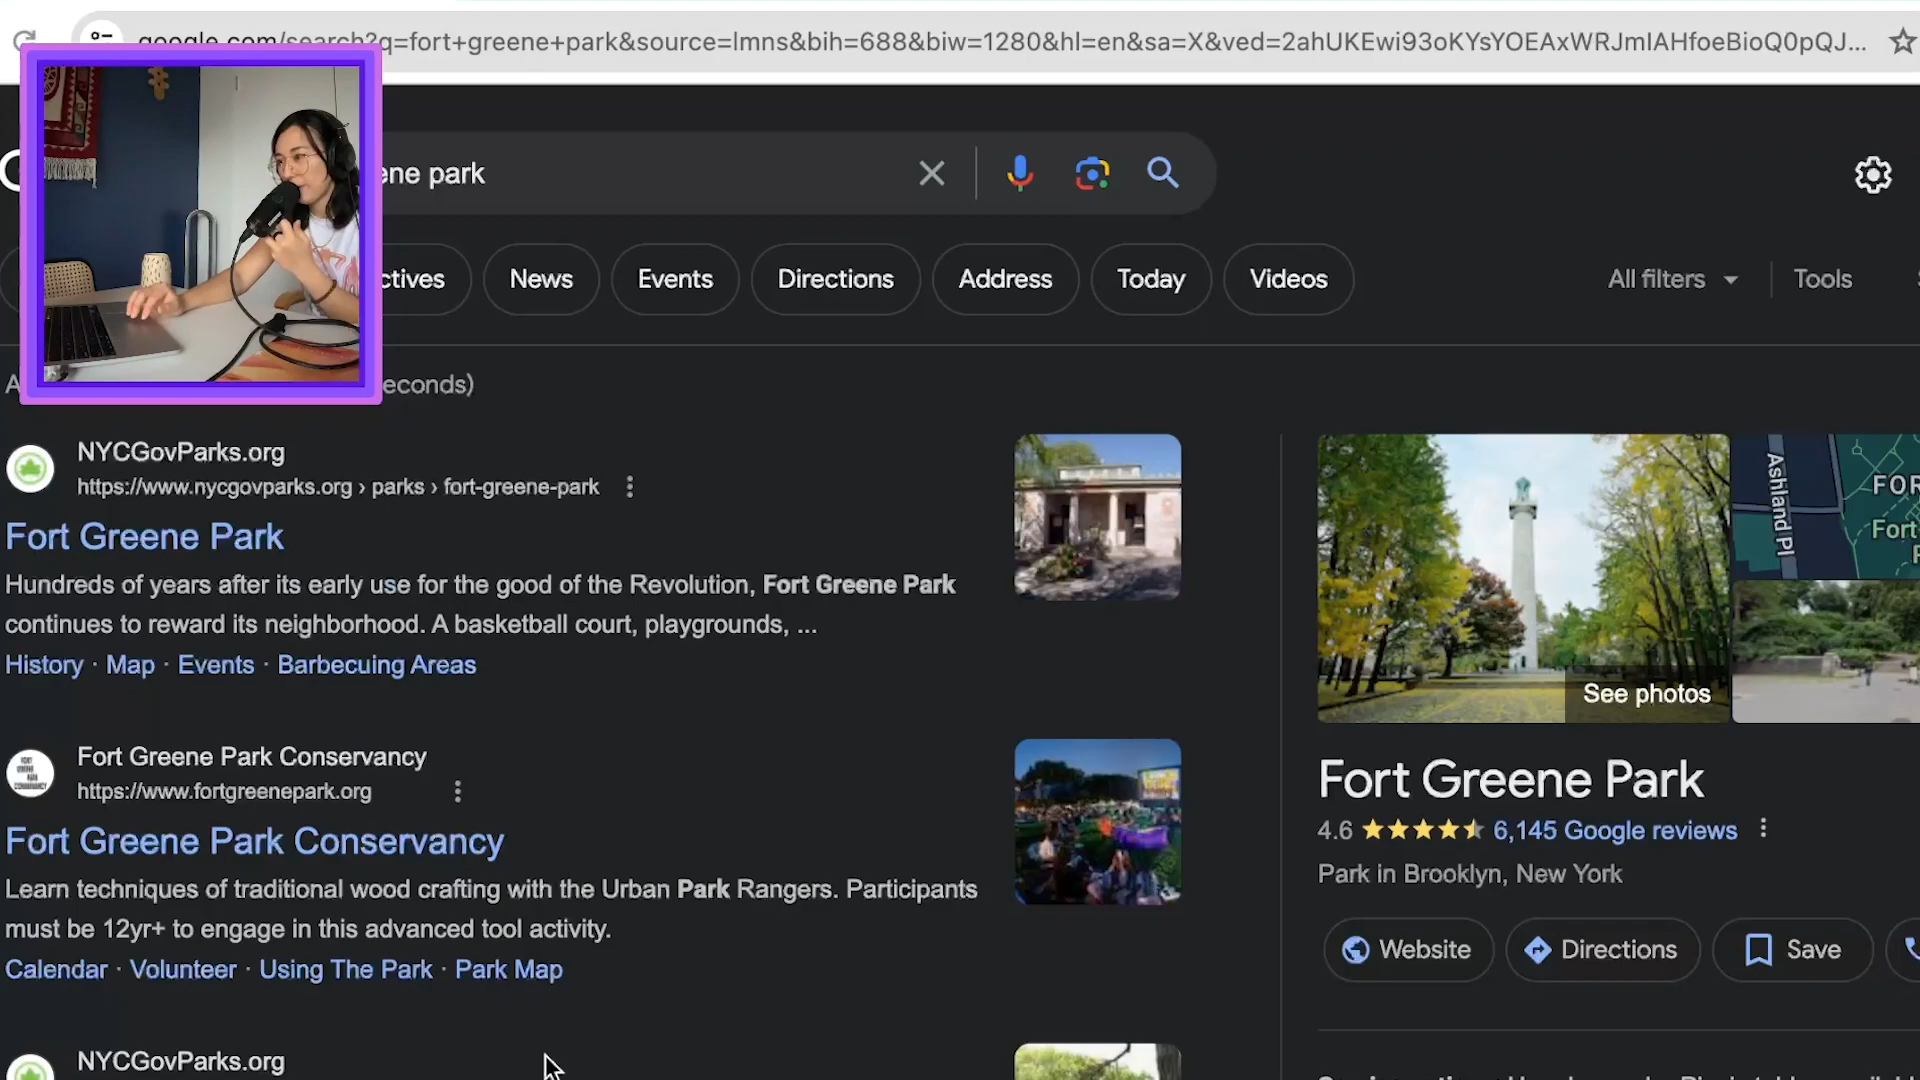 google.com/search?q=fort+greene+park&source=lmns&bih=688&biw=1280&hl=en&sa=X&ved=2ahUKEwi93oKYsYOEAxWRJmIAHfoeBioQ0pQJ...
ene park
ctives
News
Events
Directions
Address
Today
Videos
All filters
Tools
A
econds)
NYCGovParks.org
https://www.nycgovparks.org › parks › fort-greene-park
Fort Greene Park
Hundreds of years after its early use for the good of the Revolution, Fort Greene Park
continues to reward its neighborhood. A basketball court, playgrounds, ...
History · Map · Events · Barbecuing Areas
Fort Greene Park Conservancy
https://www.fortgreenepark.org
Fort Greene Park Conservancy
Learn techniques of traditional wood crafting with the Urban Park Rangers. Participants
must be 12yr+ to engage in this advanced tool activity.
Calendar · Volunteer · Using The Park · Park Map
NYCGovParks.org
Ashland Pl
FOR
Fort
See photos
Fort Greene Park
4.6
6,145 Google reviews
Park in Brooklyn, New York
Website
Directions
Save